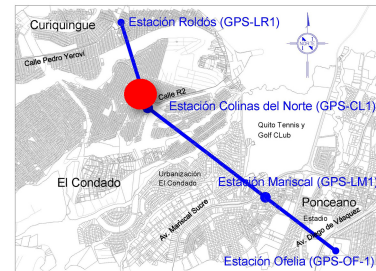 Curiquingue
Estación Roldós (GPS-LR1)
NORTE
Calle Pedro Yerovi
Calle R2
Estación Colinas del Norte (GPS-CL1)
Quito Tennis y
Golf CLub
Urbanización
El Condado
El Condado
Estación Mariscal (GPS-LM1)
Ponceano
Estadio
Av. Mariscal Sucre
Av. Diego de Vásquez
Estación Ofelia (GPS-OF-1)